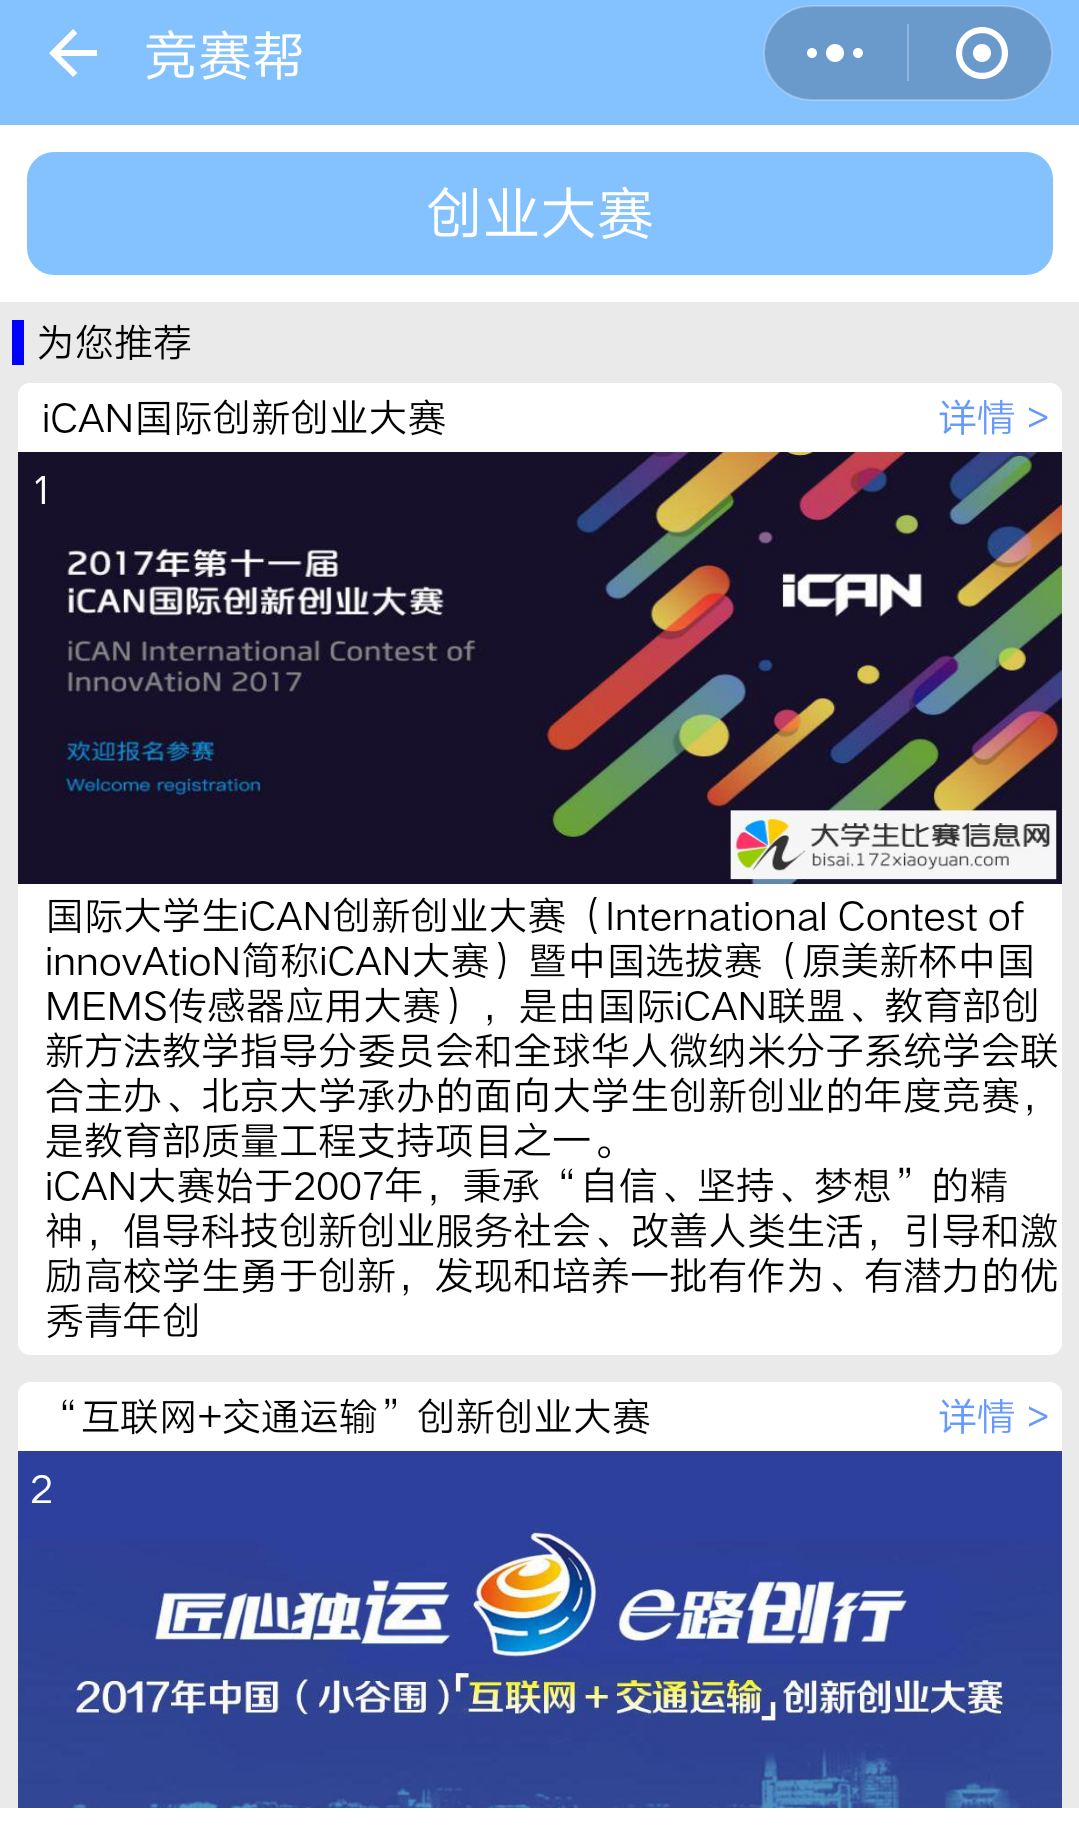 竞赛帮
创业大赛
为您推荐
iCAN国际创新创业大赛
详情 >
1
2017年第十一届
iCAN国际创新创业大赛
iCAN
iCAN International Contest of
InnovAtioN 2017
欢迎报名参赛
Welcome registration
大学生比赛信息网
bisai.172xiaoyuan.com
国际大学生iCAN创新创业大赛（International Contest of
innovAtioN简称iCAN大赛）暨中国选拔赛（原美新杯中国
MEMS传感器应用大赛），是由国际iCAN联盟、教育部创
新方法教学指导分委员会和全球华人微纳米分子系统学会联
合主办、北京大学承办的面向大学生创新创业的年度竞赛，
是教育部质量工程支持项目之一。
iCAN大赛始于2007年，秉承“自信、坚持、梦想”的精
神，倡导科技创新创业服务社会、改善人类生活，引导和激
励高校学生勇于创新，发现和培养一批有作为、有潜力的优
秀青年创
“互联网+交通运输”创新创业大赛
详情 >
2
匠心独运 e路创行
2017年中国（小谷围）「互联网+交通运输」创新创业大赛